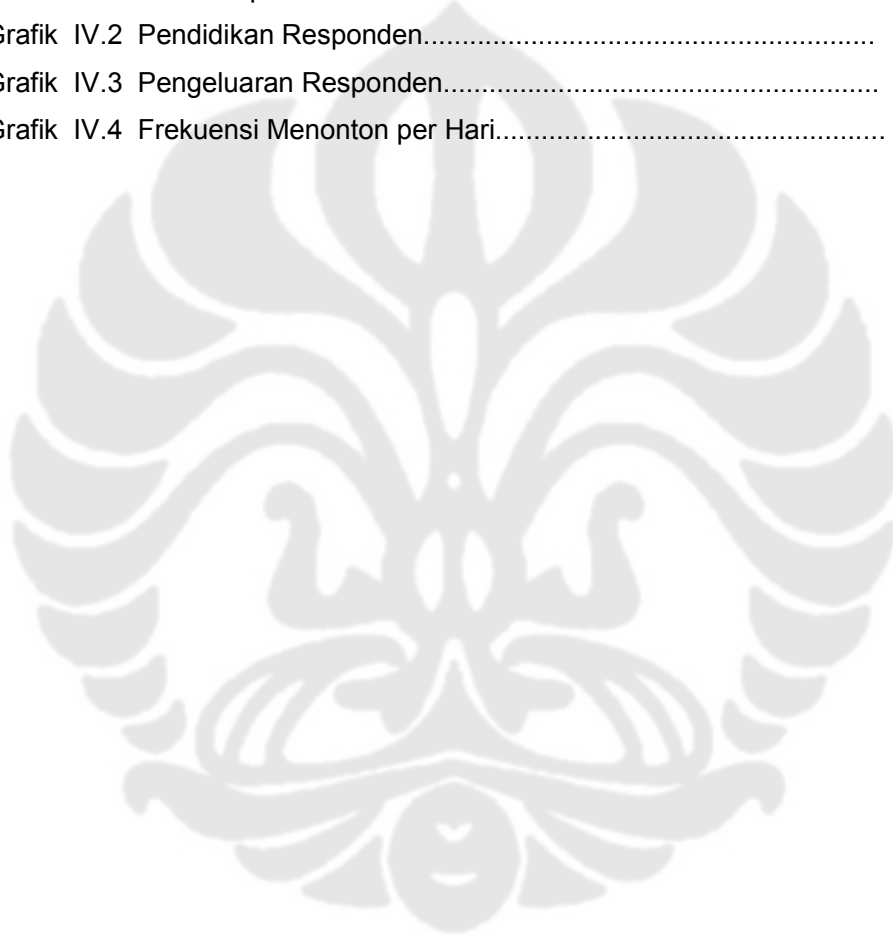 Grafik IV.2 Pendidikan Responden...........................................................
Grafik IV.3 Pengeluaran Responden.........................................................
Grafik IV.4 Frekuensi Menonton per Hari...................................................